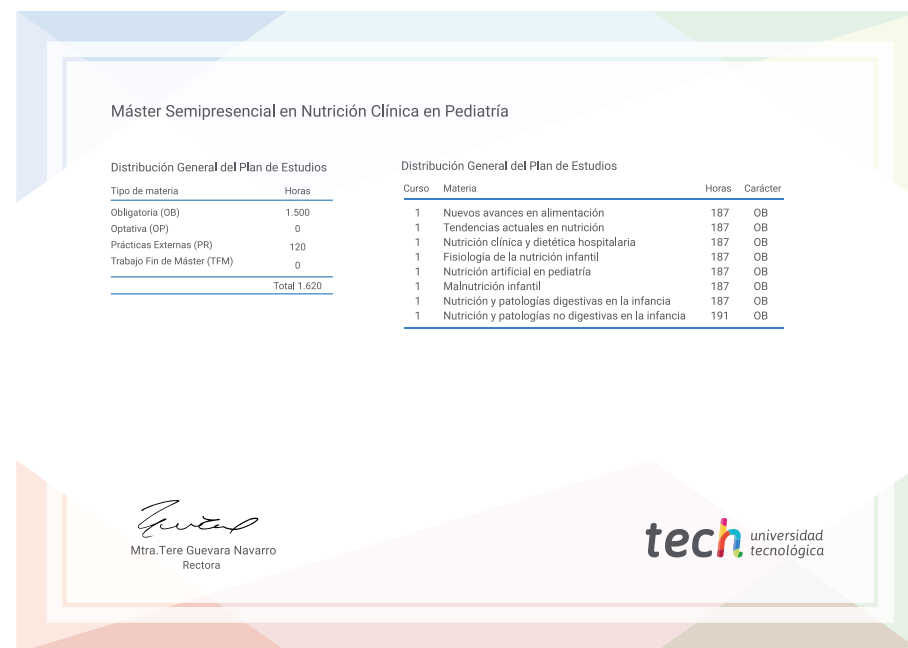 Máster Semipresencial en Nutrición Clínica en Pediatría
Distribución General del Plan de Estudios
Tipo de materia Horas
Obligatoria (OB) 1.500
Optativa (OP) 0
Prácticas Externas (PR) 120
Trabajo Fin de Máster (TFM) 0
Total 1.620
Distribución General del Plan de Estudios
Curso Materia Horas Carácter
1 Nuevos avances en alimentación 187 OB
1 Tendencias actuales en nutrición 187 OB
1 Nutrición clínica y dietética hospitalaria 187 OB
1 Fisiología de la nutrición infantil 187 OB
1 Nutrición artificial en pediatría 187 OB
1 Malnutrición infantil 187 OB
1 Nutrición y patologías digestivas en la infancia 187 OB
1 Nutrición y patologías no digestivas en la infancia 191 OB
Mtra.Tere Guevara Navarro
Rectora
tech universidad
tecnológica